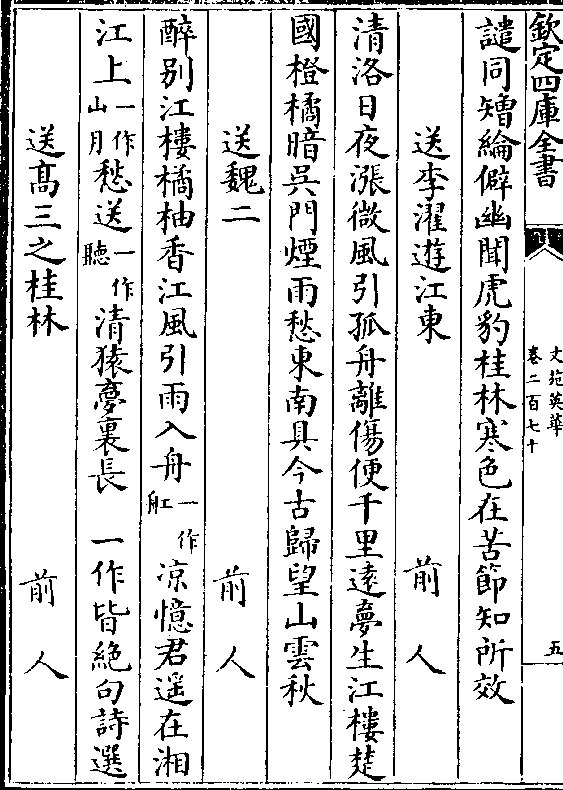 欽定四庫全書
文苑英華
卷二百七十
五
譴同矰綸僻幽聞虎豹桂林寒色在苦節知所效
送李濯遊江東 前人
清洛日夜漲微風引孤舟離傷便千里遠夢生江樓楚
國橙橘暗吳門煙雨愁東南具今古歸望山雲秋
送魏二 前人
醉别江樓橘柚香江風引雨入舟一作舡凉憶君遥在湘
江上一作山月愁送一作聽清猿夢裏長 一作皆絶句詩選
送髙三之桂林 前人